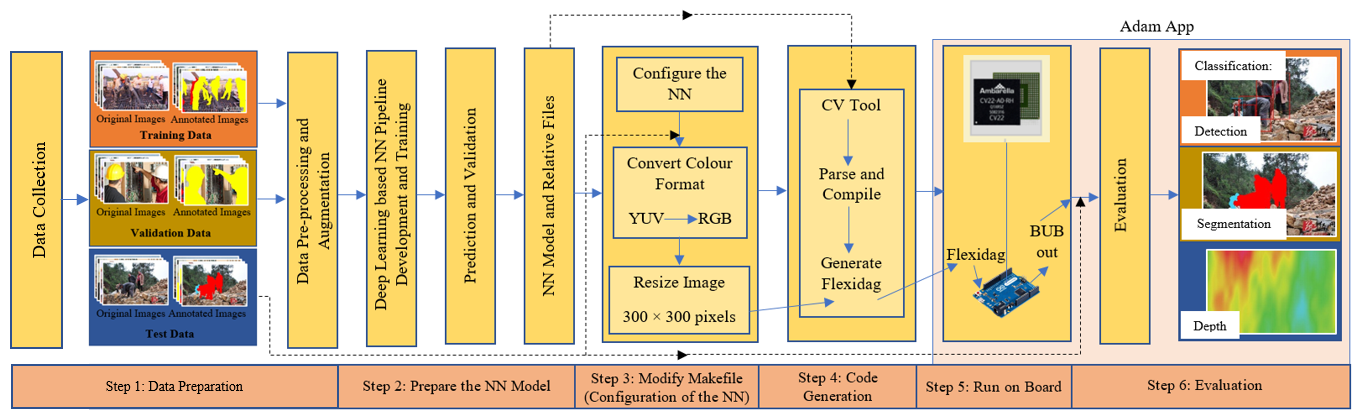 Adam App
Data Collection
Original Images Annotated Images
Training Data
Original Images Annotated Images
Validation Data
Original Images Annotated Images
Test Data
Data Pre-processing and
Augmentation
Deep Learning based NN Pipeline
Development and Training
Prediction and Validation
NN Model and Relative Files
Configure the
NN
Convert Colour
Format
YUV RGB
Resize Image
300 × 300 pixels
CV Tool
Parse and
Compile
Generate
Flexidag
Ambarella
CV22-A0-RH
CV22
Flexidag
BUB
out
Evaluation
Classification:
Detection
Segmentation
Depth
Step 1: Data Preparation
Step 2: Prepare the NN Model
Step 3: Modify Makefile
(Configuration of the NN)
Step 4: Code
Generation
Step 5: Run on Board
Step 6: Evaluation